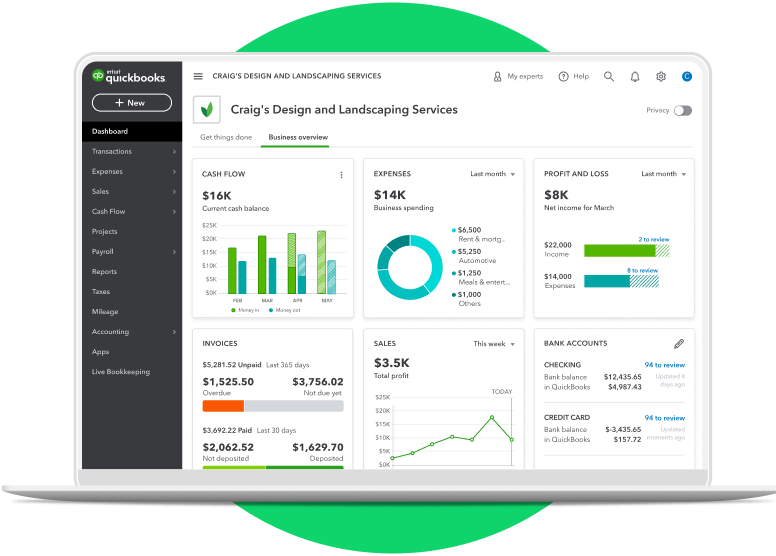 intuit
quickbooks
+ New
Dashboard
Transactions
Expenses
Sales
Cash Flow
Projects
Payroll
Reports
Taxes
Mileage
Accounting
Apps
Live Bookkeeping
CRAIG'S DESIGN AND LANDSCAPING SERVICES
My experts
Help
C
Craig's Design and Landscaping Services
Privacy
Get things done
Business overview
CASH FLOW
$16K
Current cash balance
$25K
$20K
$15K
$10K
$5K
$0K
FEB MAR APR MAY
Money in Money out
EXPENSES
Last month
$14K
Business spending
$6,500
Rent & mortg..
$5,250
Automotive
$1,250
Meals & entert...
$1,000
Others
PROFIT AND LOSS
Last month
$8K
Net income for March
2 to review
$22,000
Income
8 to review
$14,000
Expenses
INVOICES
$5,281.52 Unpaid Last 365 days
$1,525.50 $3,756.02
Overdue Not due yet
$3,692.22 Paid Last 30 days
$2,062.52 $1,629.70
Not deposited Deposited
SALES
This week
$3.5K
Total profit
TODAY
$25K
$20K
$15K
$10K
$5K
$0K
BANK ACCOUNTS
CHECKING 94 to review
Bank balance $12,435.65 Updated 4
in QuickBooks $4,987.43 days ago
CREDIT CARD 94 to review
Bank balance $-3,435.65 Updated
in QuickBooks $157.72 moments ago